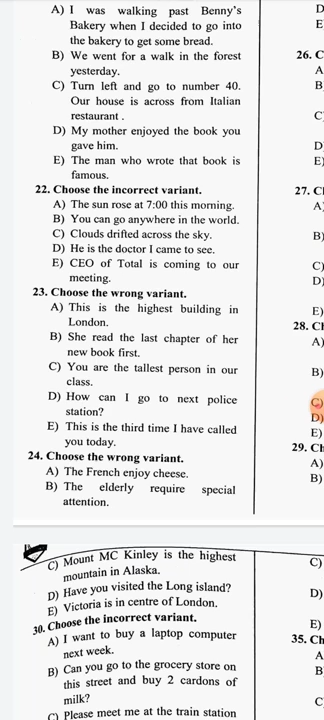 A) I was walking past Benny's
Bakery when I decided to go into
the bakery to get some bread.
B) We went for a walk in the forest
yesterday.
C) Turn left and go to number 40.
Our house is across from Italian
restaurant .
D) My mother enjoyed the book you
gave him.
E) The man who wrote that book is
famous.
22. Choose the incorrect variant.
A) The sun rose at 7:00 this morning.
B) You can go anywhere in the world.
C) Clouds drifted across the sky.
D) He is the doctor I came to see.
E) CEO of Total is coming to our
meeting.
23. Choose the wrong variant.
A) This is the highest building in
London.
B) She read the last chapter of her
new book first.
C) You are the tallest person in our
class.
D) How can I go to next police
station?
E) This is the third time I have called
you today.
24. Choose the wrong variant.
A) The French enjoy cheese.
B) The elderly require special
attention.
C) Mount MC Kinley is the highest
mountain in Alaska.
D) Have you visited the Long island?
E) Victoria is in centre of London.
30. Choose the incorrect variant.
A) I want to buy a laptop computer
next week.
B) Can you go to the grocery store on
this street and buy 2 cardons of
milk?
C) Please meet me at the train station
D
E
26. C
A
B
C
D
E)
27. Cl
A
B)
C)
D)
E)
28. Cl
A)
B)
C)
D)
E)
29. Ch
A)
B)
C)
D)
E)
35. Ch
A
B
C